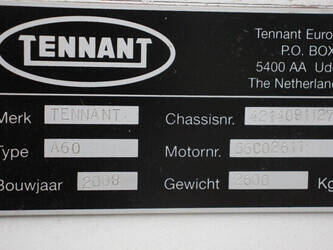 TENNANT
Tennant Euro
P.O. BOX
5400 AA Ud
The Netherlan
Merk TENNANT. Chassisnr.
Type A60 Motornr.
Bouwjaar 2008 Gewicht 2600 Kg